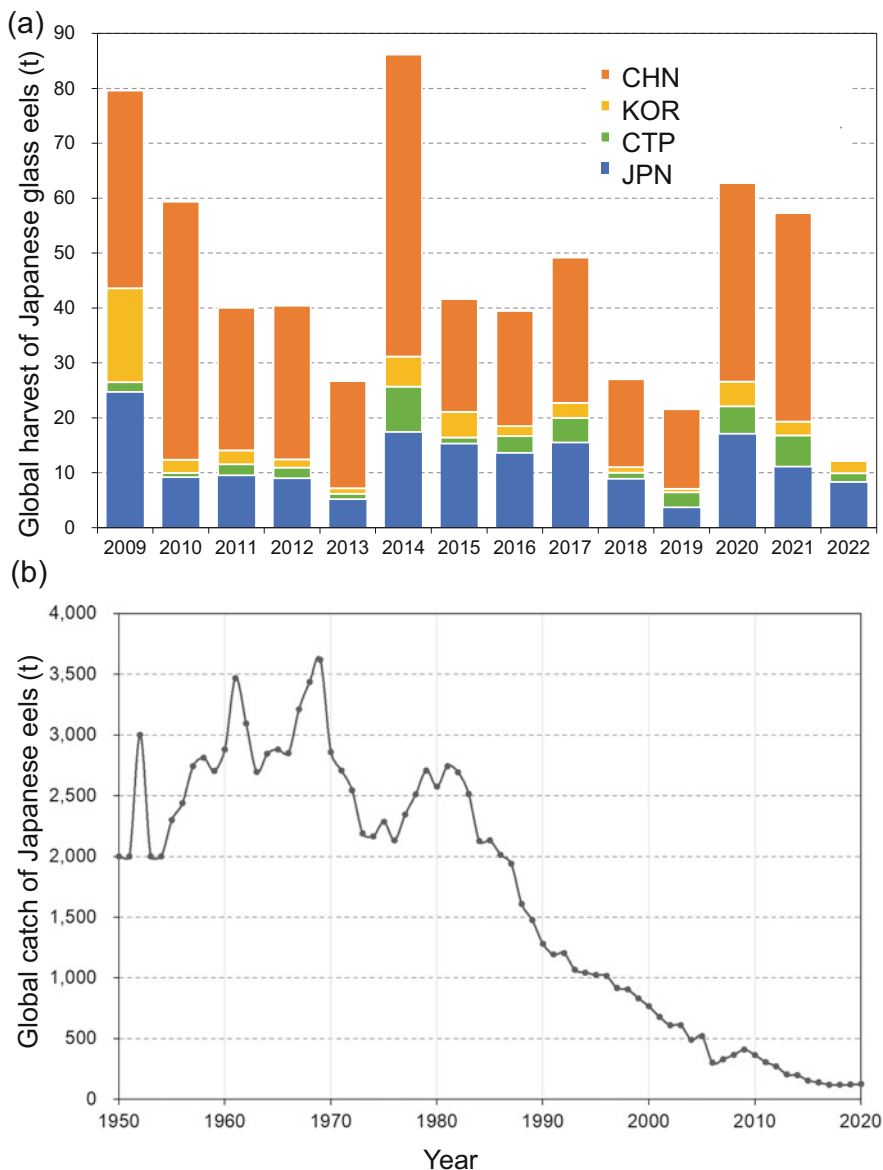 (a)
Global harvest of Japanese glass eels (t)
90
80
70
60
50
40
30
20
10
0
CHN
KOR
CTP
JPN
2009 2010 2011 2012 2013 2014 2015 2016 2017 2018 2019 2020 2021 2022
(b)
Global catch of Japanese eels (t)
4,000
3,500
3,000
2,500
2,000
1,500
1,000
500
0
1950 1960 1970 1980 1990 2000 2010 2020
Year